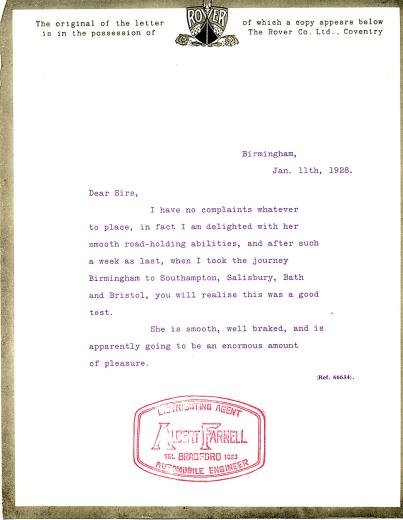 The original of the letter
is in the possession of
ROVER
of which a copy appears below
The Rover Co. Ltd., Coventry
Birmingham,
Jan. 11th, 1928.
Dear Sirs,
I have no complaints whatever
to place, in fact I am delighted with her
smooth road-holding abilities, and after such
a week as last, when I took the journey
Birmingham to Southampton, Salisbury, Bath
and Bristol, you will realise this was a good
test.
She is smooth, well braked, and is
apparently going to be an enormous amount
of pleasure.
(Ref. 66634).
DISTRIBUTING AGENT
ALBERT FARNELL
TEL BRADFORD
AUTOMOBILE ENGINEER